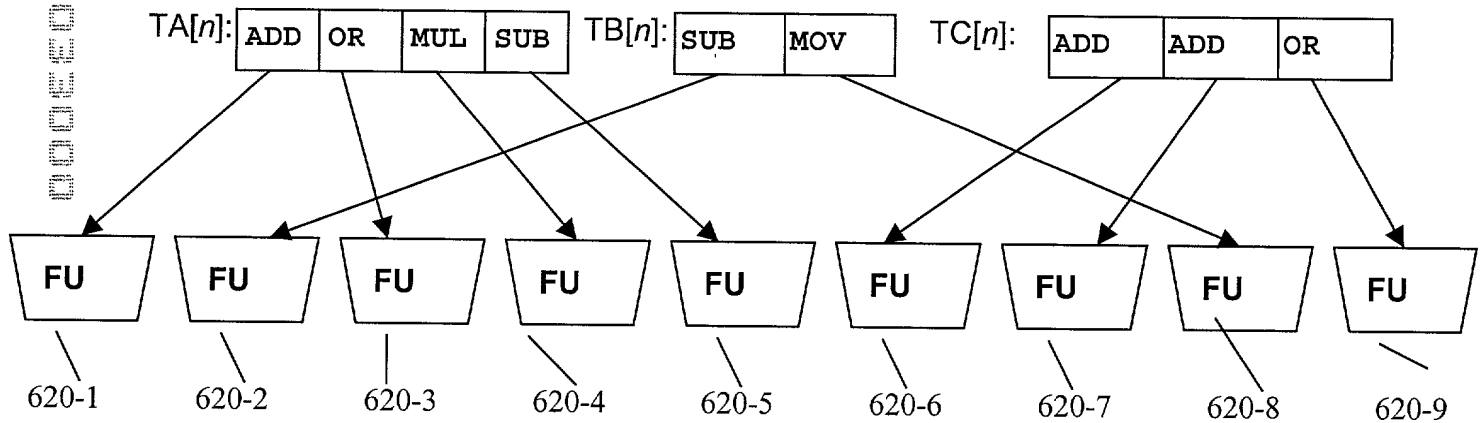 TA[n]: ADD OR MUL SUB TB[n]: SUB MOV TC[n]: ADD ADD OR
FU FU FU FU FU FU FU FU FU
620-1 620-2 620-3 620-4 620-5 620-6 620-7 620-8 620-9